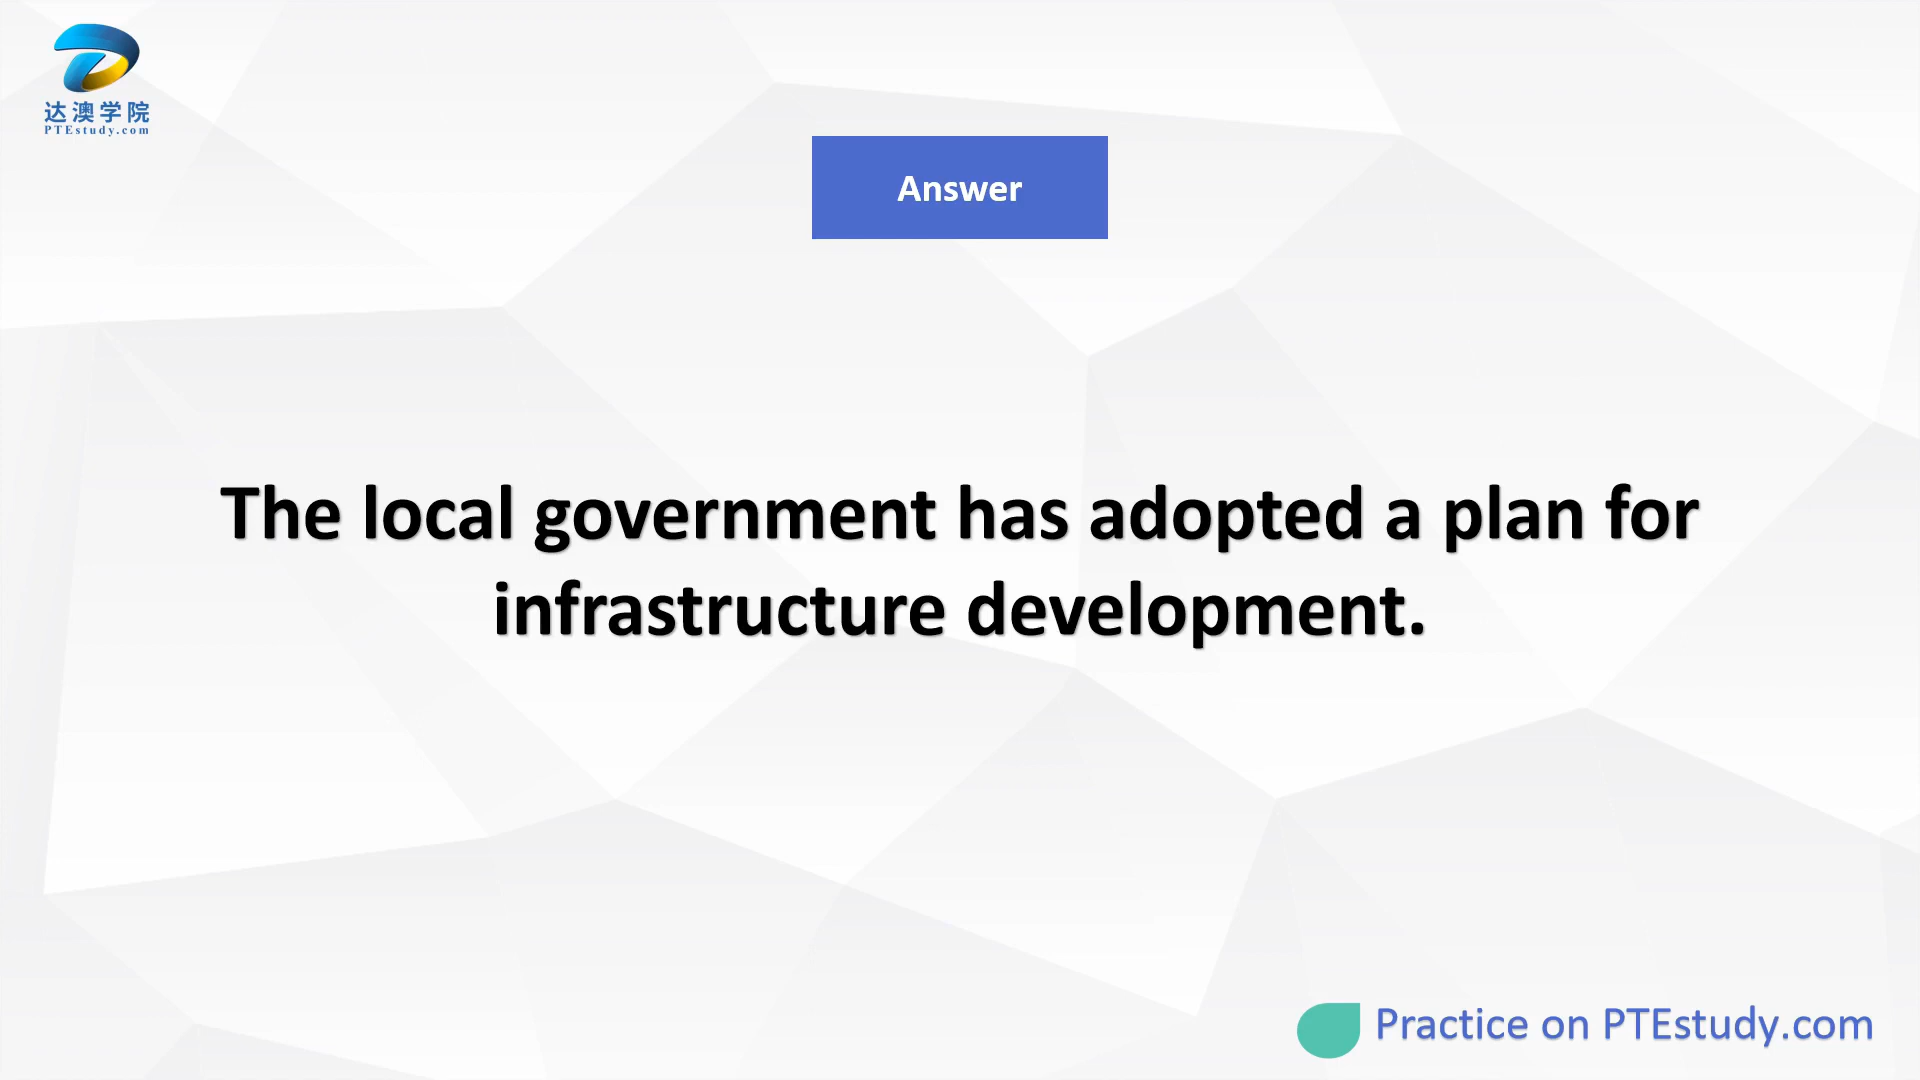 达澳学院
PTEstudy.com
Answer
The local government has adopted a plan for
infrastructure development.
Practice on PTEstudy.com